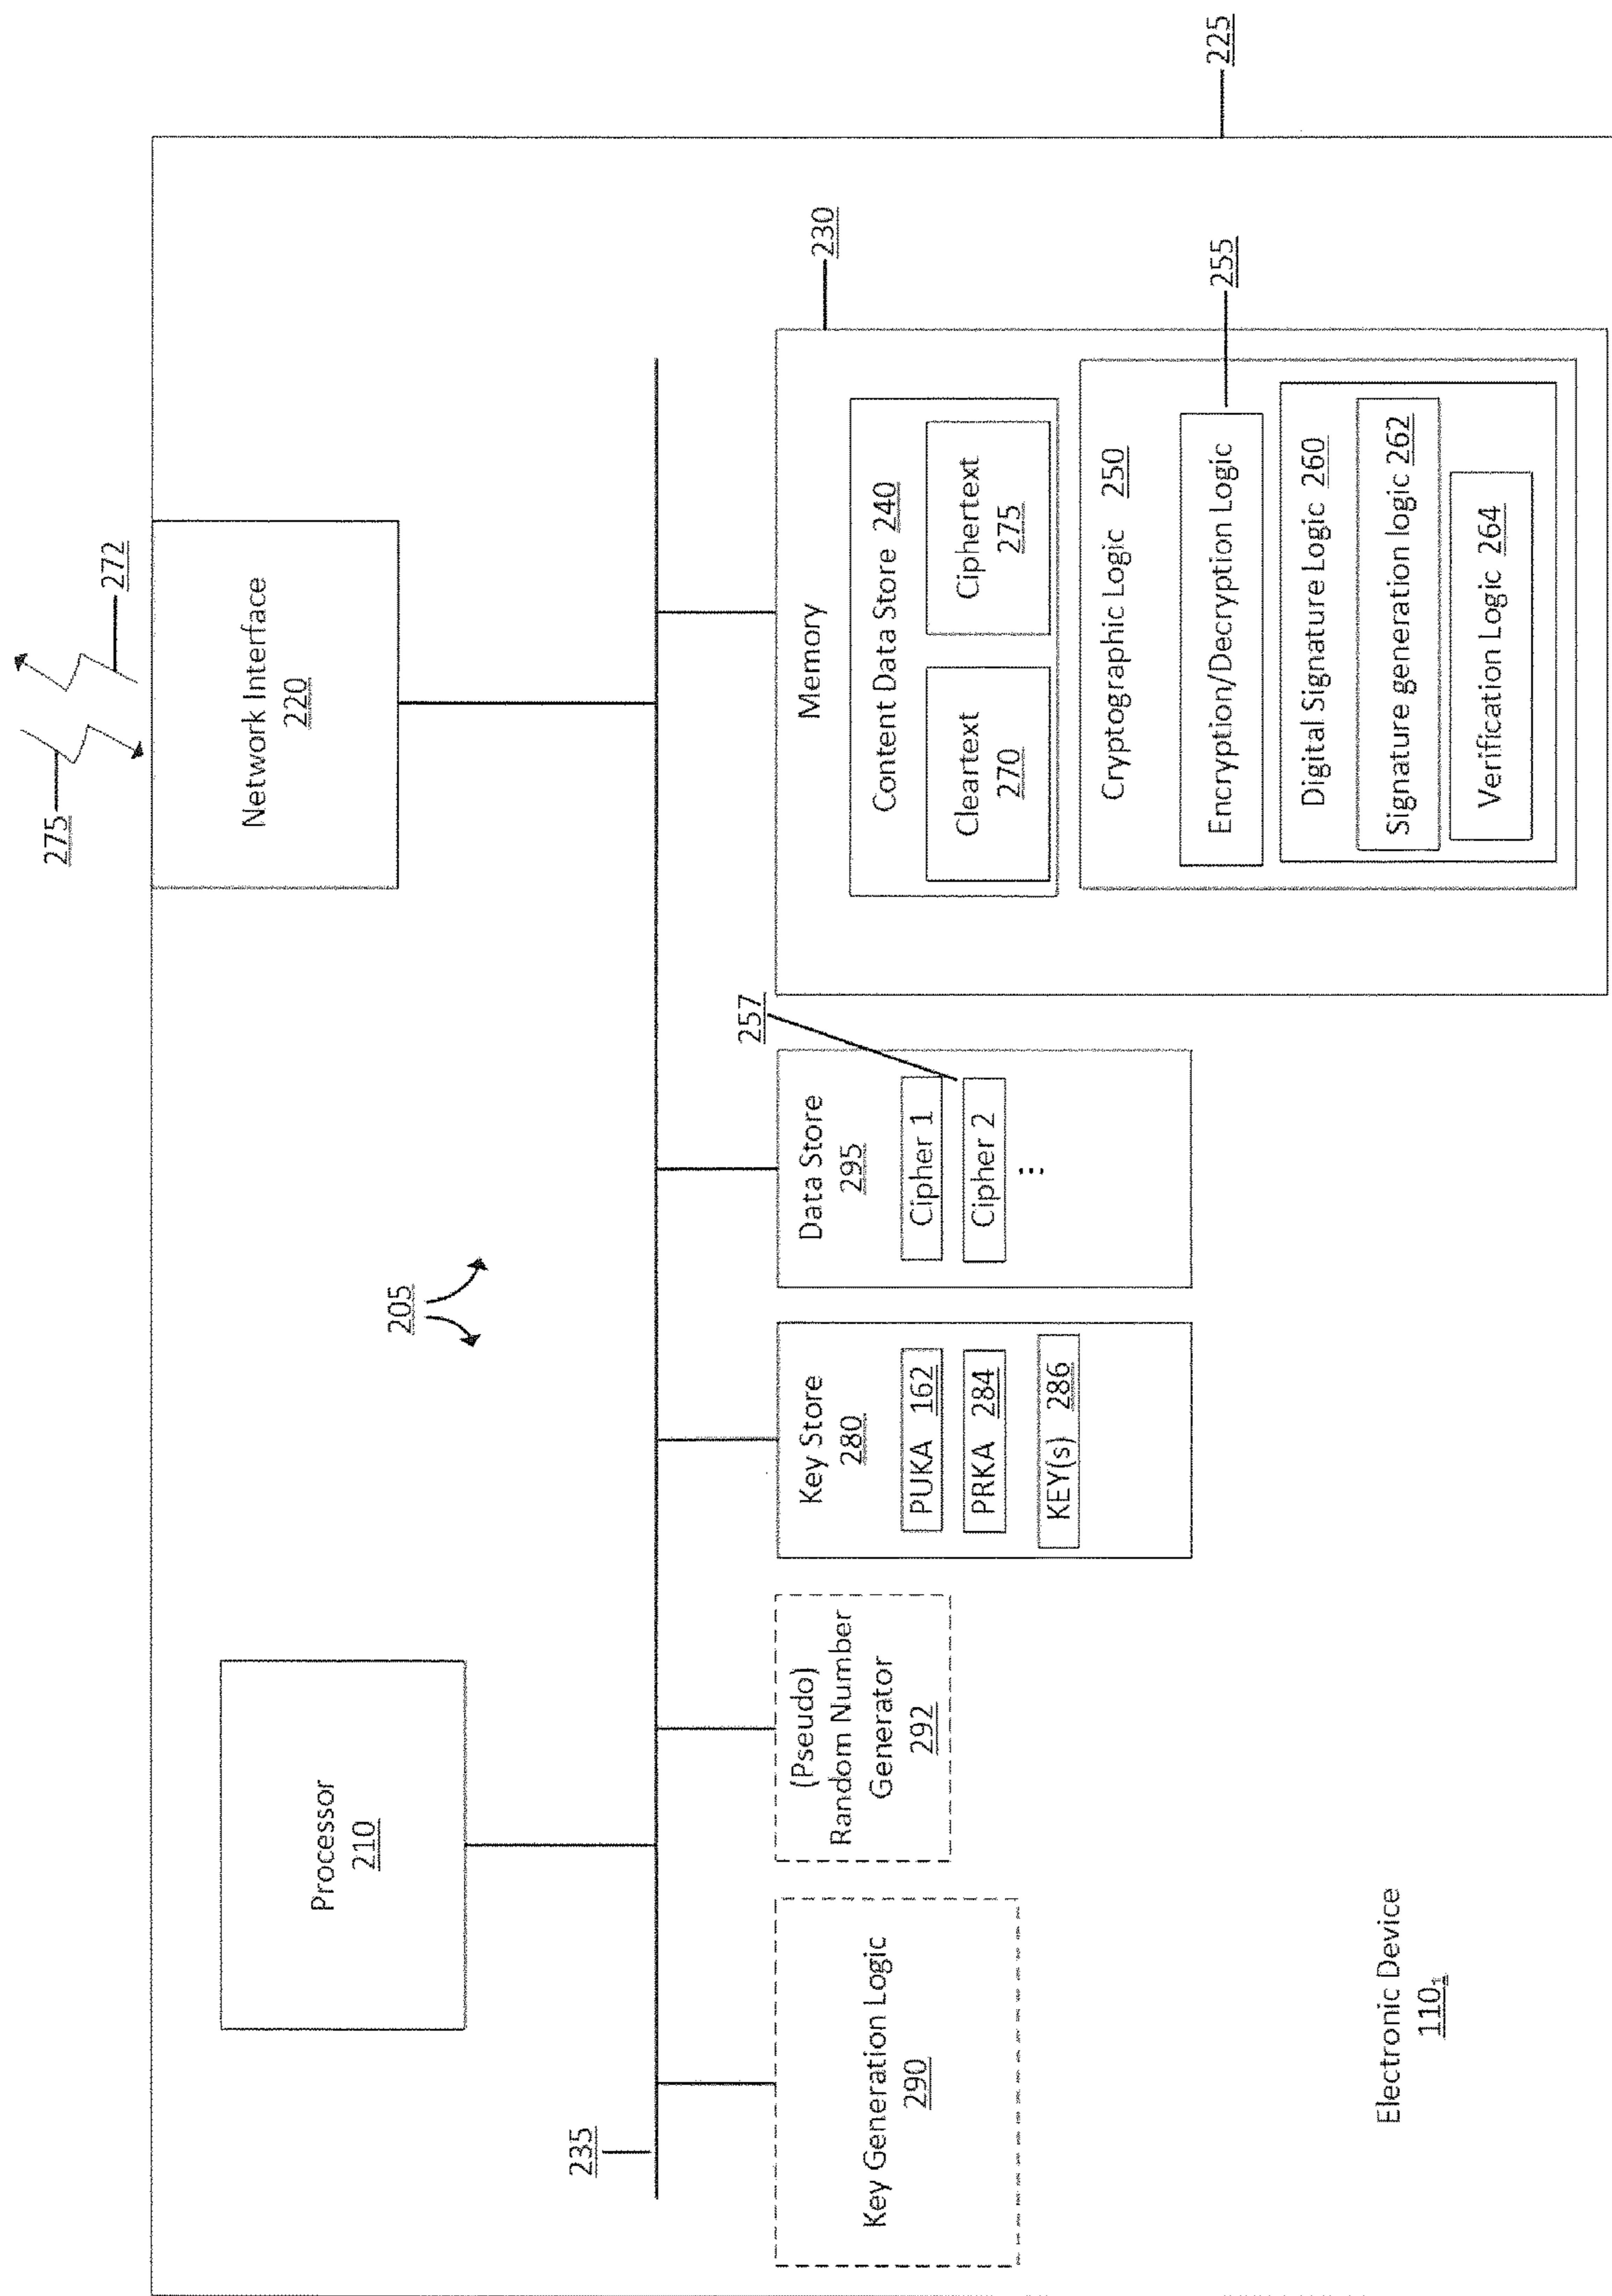 275
272
Network Interface
220
225
Processor
210
205
235
230
Key Generation Logic
290
(Pseudo)
Random Number
Generator
292
Key Store
280
PUKA 162
PRKA 284
KEY(s) 286
257
Data Store
295
Cipher 1
Cipher 2
...
Memory
Content Data Store 240
Cleartext
270
Ciphertext
275
Cryptographic Logic 250
255
Encryption/Decryption Logic
Digital Signature Logic 260
Signature generation logic 262
Verification Logic 264
Electronic Device
110₁